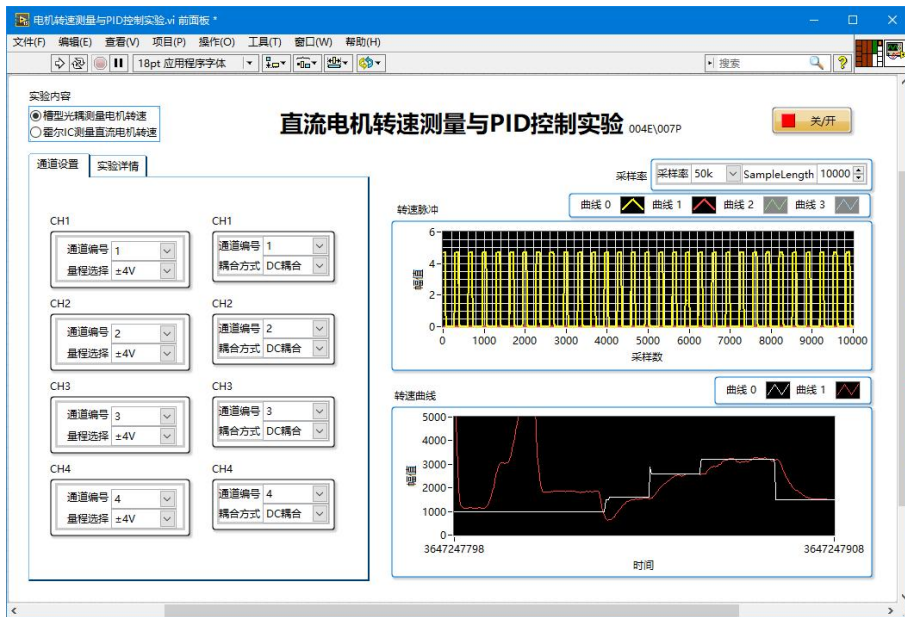 电机转速测量与PID控制实验.vi 前面板 *
文件(F) 编辑(E) 查看(V) 项目(P) 操作(O) 工具(T) 窗口(W) 帮助(H)
18pt 应用程序字体 搜索
实验内容
槽型光耦测量电机转速
霍尔IC测量直流电机转速
直流电机转速测量与PID控制实验 004E\007P
关/开
通道设置 实验详情
采样率 采样率 50k SampleLength 10000
CH1 CH1
通道编号 1 通道编号 1
量程选择 ±4V 耦合方式 DC耦合
CH2 CH2
通道编号 2 通道编号 2
量程选择 ±4V 耦合方式 DC耦合
CH3 CH3
通道编号 3 通道编号 3
量程选择 ±4V 耦合方式 DC耦合
CH4 CH4
通道编号 4 通道编号 4
量程选择 ±4V 耦合方式 DC耦合
转速脉冲 曲线 0 曲线 1 曲线 2 曲线 3
6
4
2
0
幅值
0 1000 2000 3000 4000 5000 6000 7000 8000 9000 10000
采样数
转速曲线 曲线 0 曲线 1
5000
4000
3000
2000
1000
0
幅值
3647247798 3647247908
时间